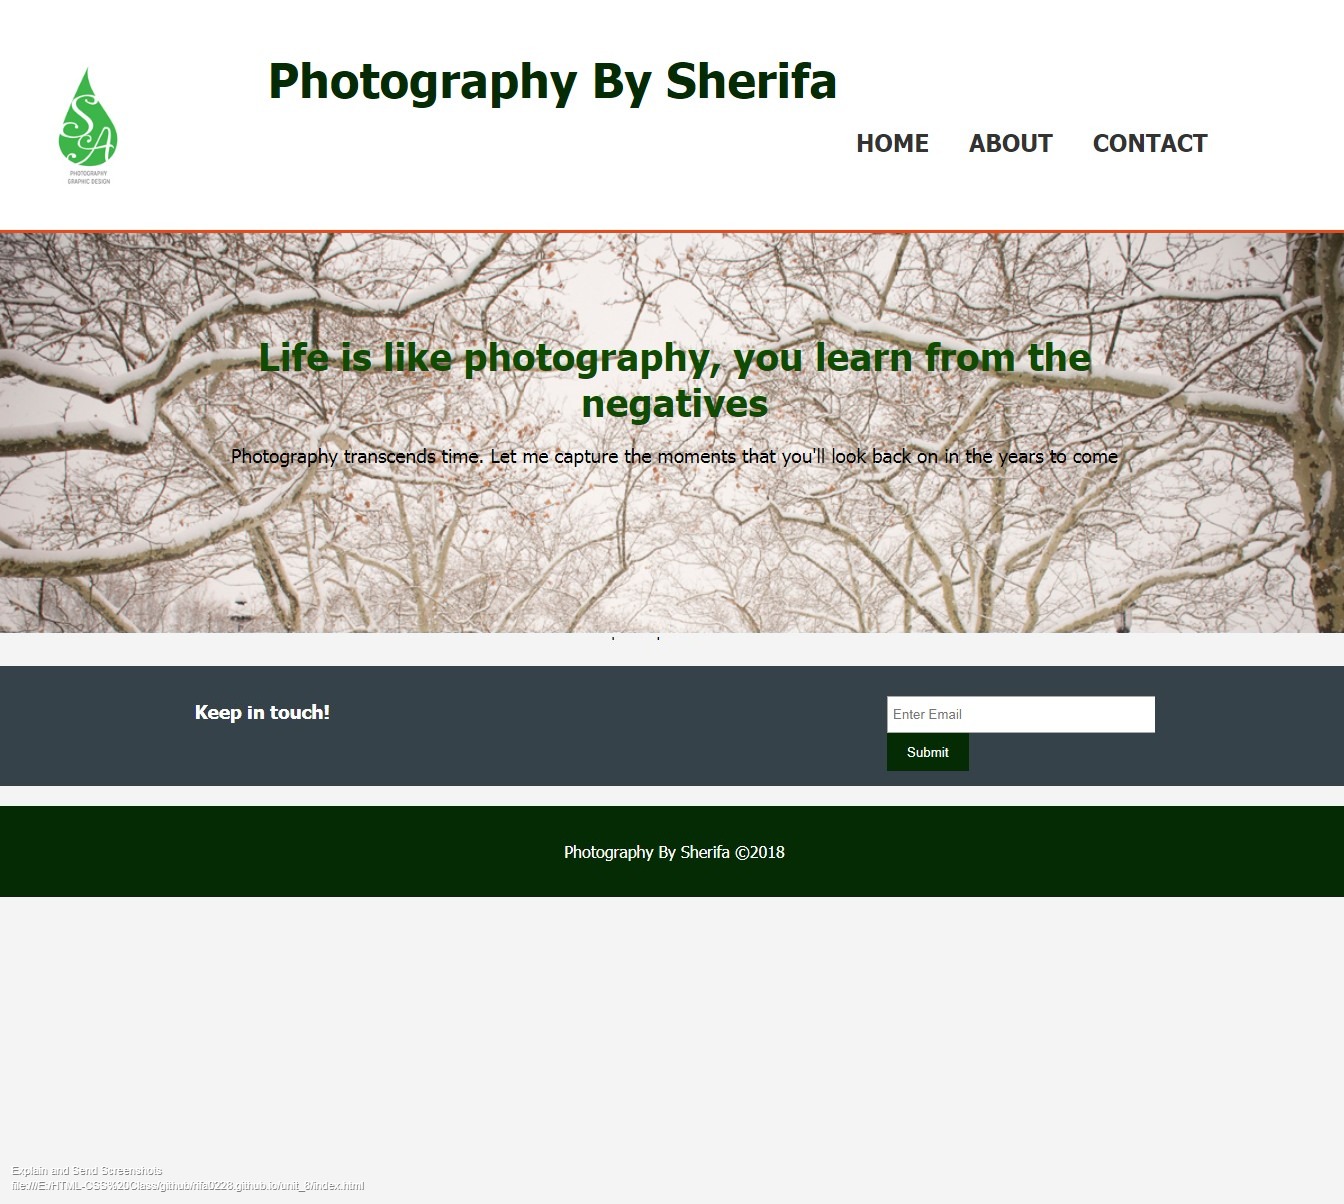 Photography By Sherifa
SA
PHOTOGRAPHY
GRAPHIC DESIGN
HOME ABOUT CONTACT
Life is like photography, you learn from the
negatives
Photography transcends time. Let me capture the moments that you'll look back on in the years to come
Keep in touch!
Enter Email
Submit
Photography By Sherifa ©2018
Explain and Send Screenshots
file:///E:/HTML-CSS%20Class/github/rifa0228.github.io/unit_8/index.html